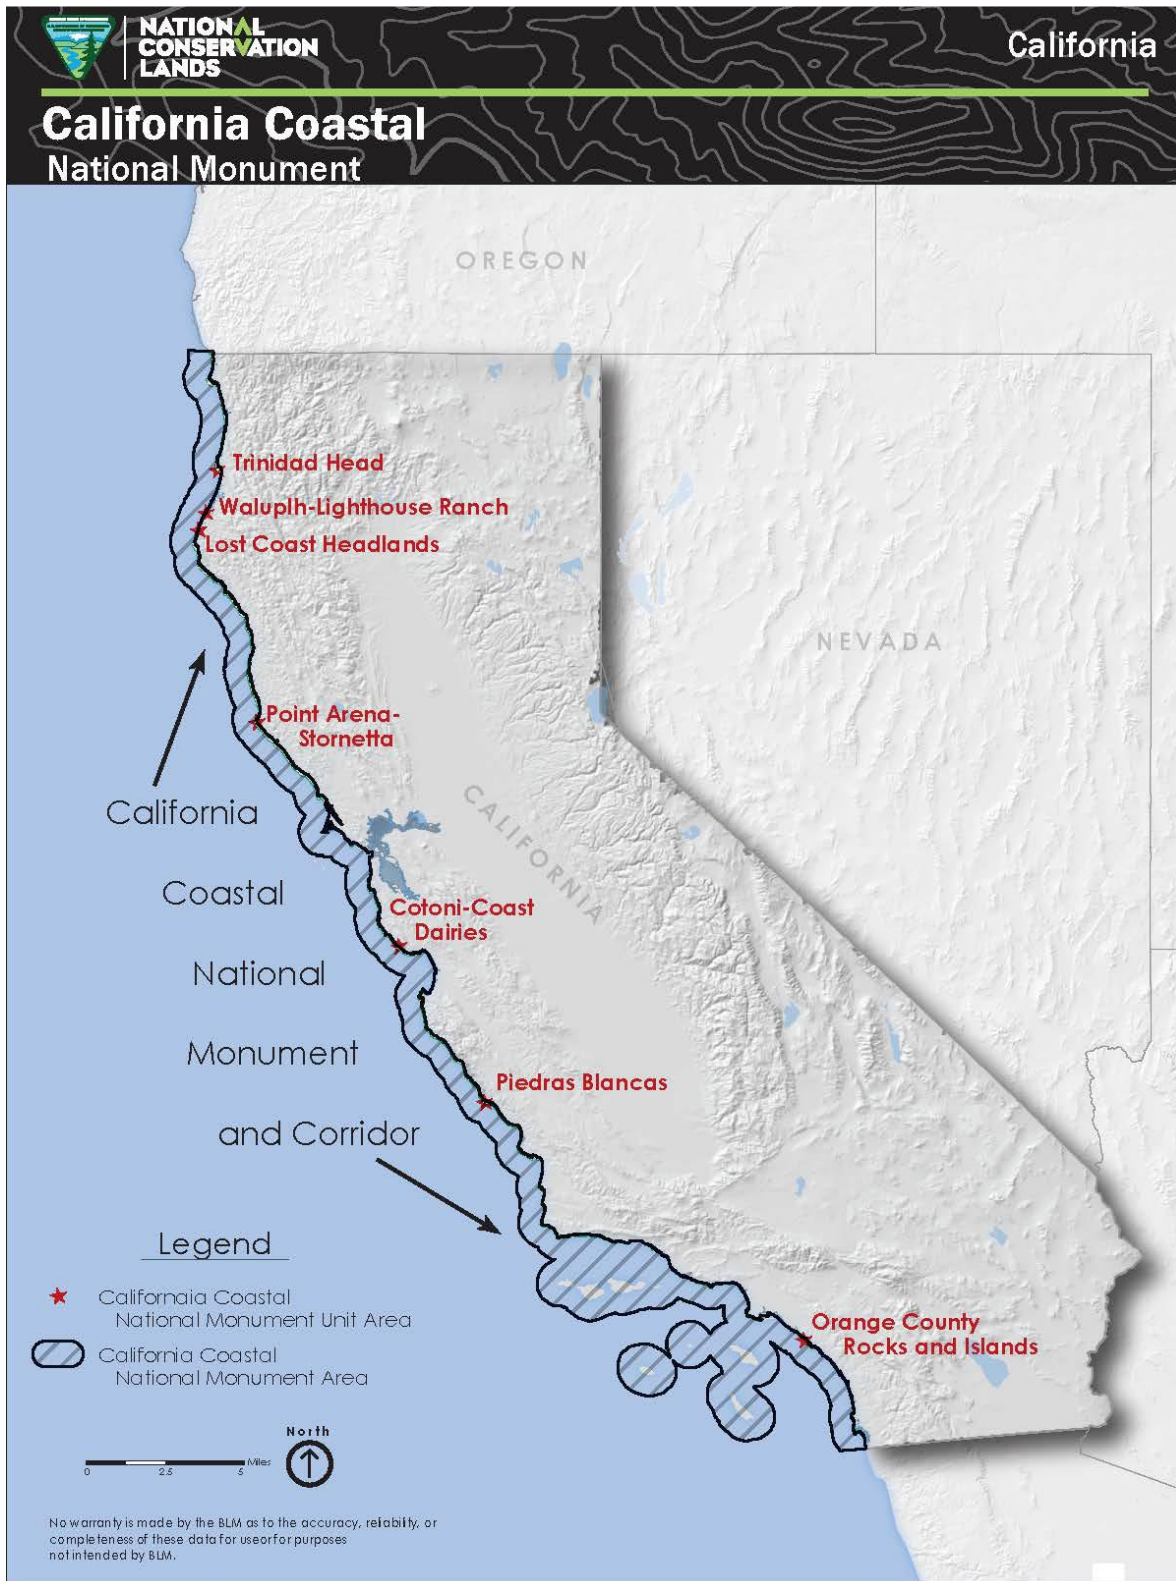 NATIONAL
CONSERVATION
LANDS
California
California Coastal
National Monument
OREGON
Trinidad Head
Waluplh-Lighthouse Ranch
Lost Coast Headlands
NEVADA
Point Arena-
Stornetta
CALIFORNIA
California
Coastal
National
Monument
and Corridor
Cotoni-Coast
Dairies
Piedras Blancas
Orange County
Rocks and Islands
Legend
Californaia Coastal
National Monument Unit Area
California Coastal
National Monument Area
North
0 2.5 5 Miles
No warranty is made by the BLM as to the accuracy, reliability, or
completeness of these data for useorfor purposes
not intended by BLM.